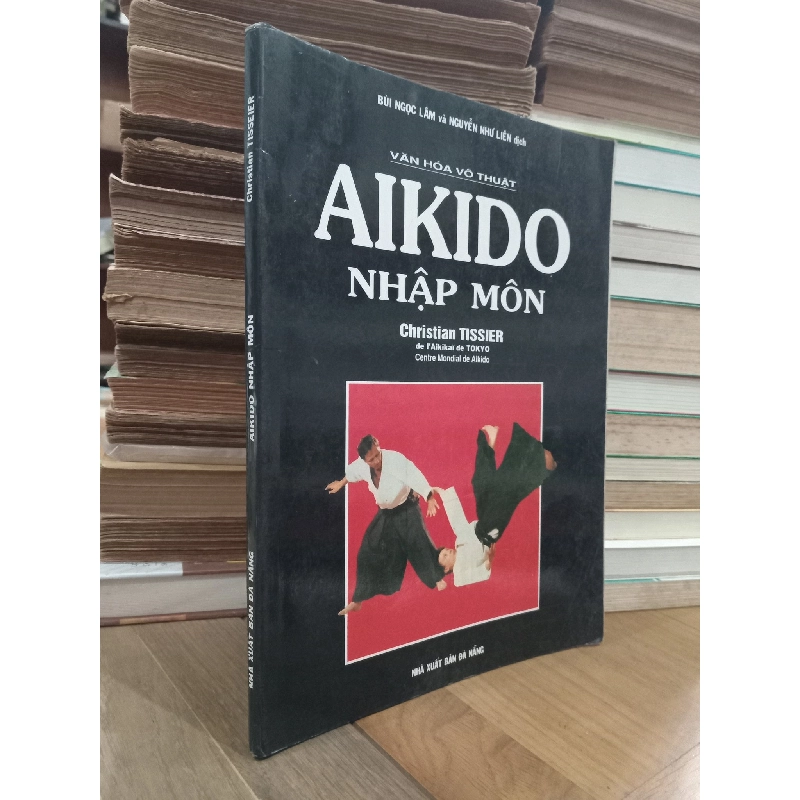 BÙI NGỌC LÂM và NGUYỄN NHƯ LIÊN dịch
VĂN HÓA VÕ THUẬT
AIKIDO
NHẬP MÔN
Christian TISSIER
de l'Aikikaï de TOKYO
Centre Mondial de Aikido
NHÀ XUẤT BẢN ĐÀ NẴNG
Christian TISSEIER
AIKIDO NHẬP MÔN
NHÀ XUẤT BẢN ĐÀ NẴNG